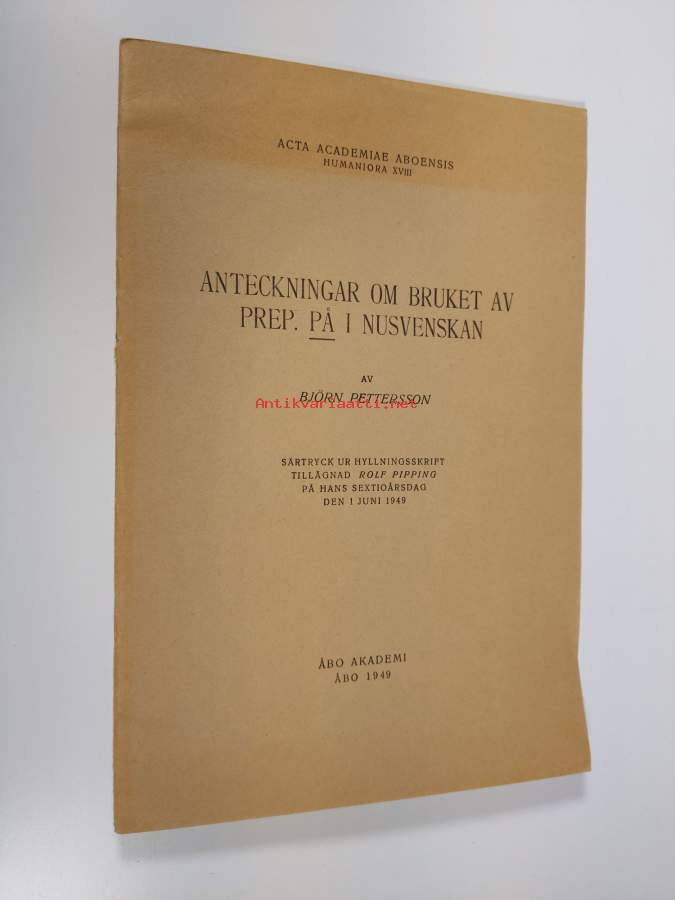 ACTA ACADEMIAE ABOENSIS
HUMANIORA XVIII
ANTECKNINGAR OM BRUKET AV
PREP. PÅ I NUSVENSKAN
AV
BJÖRN PETTERSSON
Antikvariaatti.net
SÄRTRYCK UR HYLLNINGSSKRIFT
TILLÄGNAD ROLF PIPPING
PÅ HANS SEXTIOÅRSDAG
DEN 1 JUNI 1949
ÅBO AKADEMI
ÅBO 1949